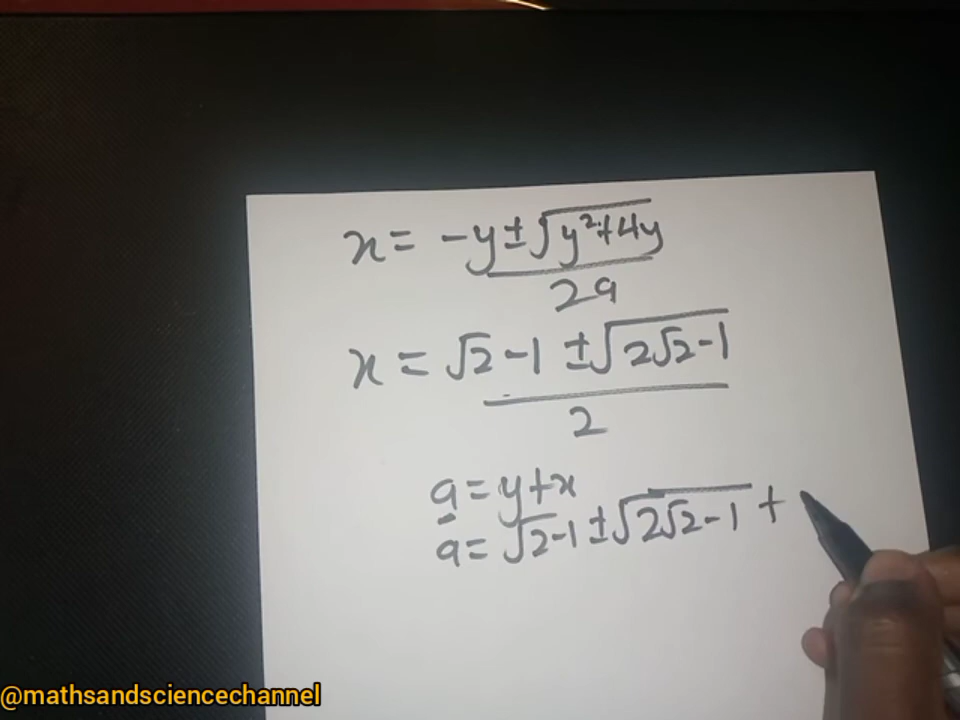 x = -y ± √(y²+4y)
2a
x = √2 - 1 ± √(2√2 - 1)
2
a = y + x
a = √2 - 1 ± √(2√2 - 1) +
@mathsandsciencechannel